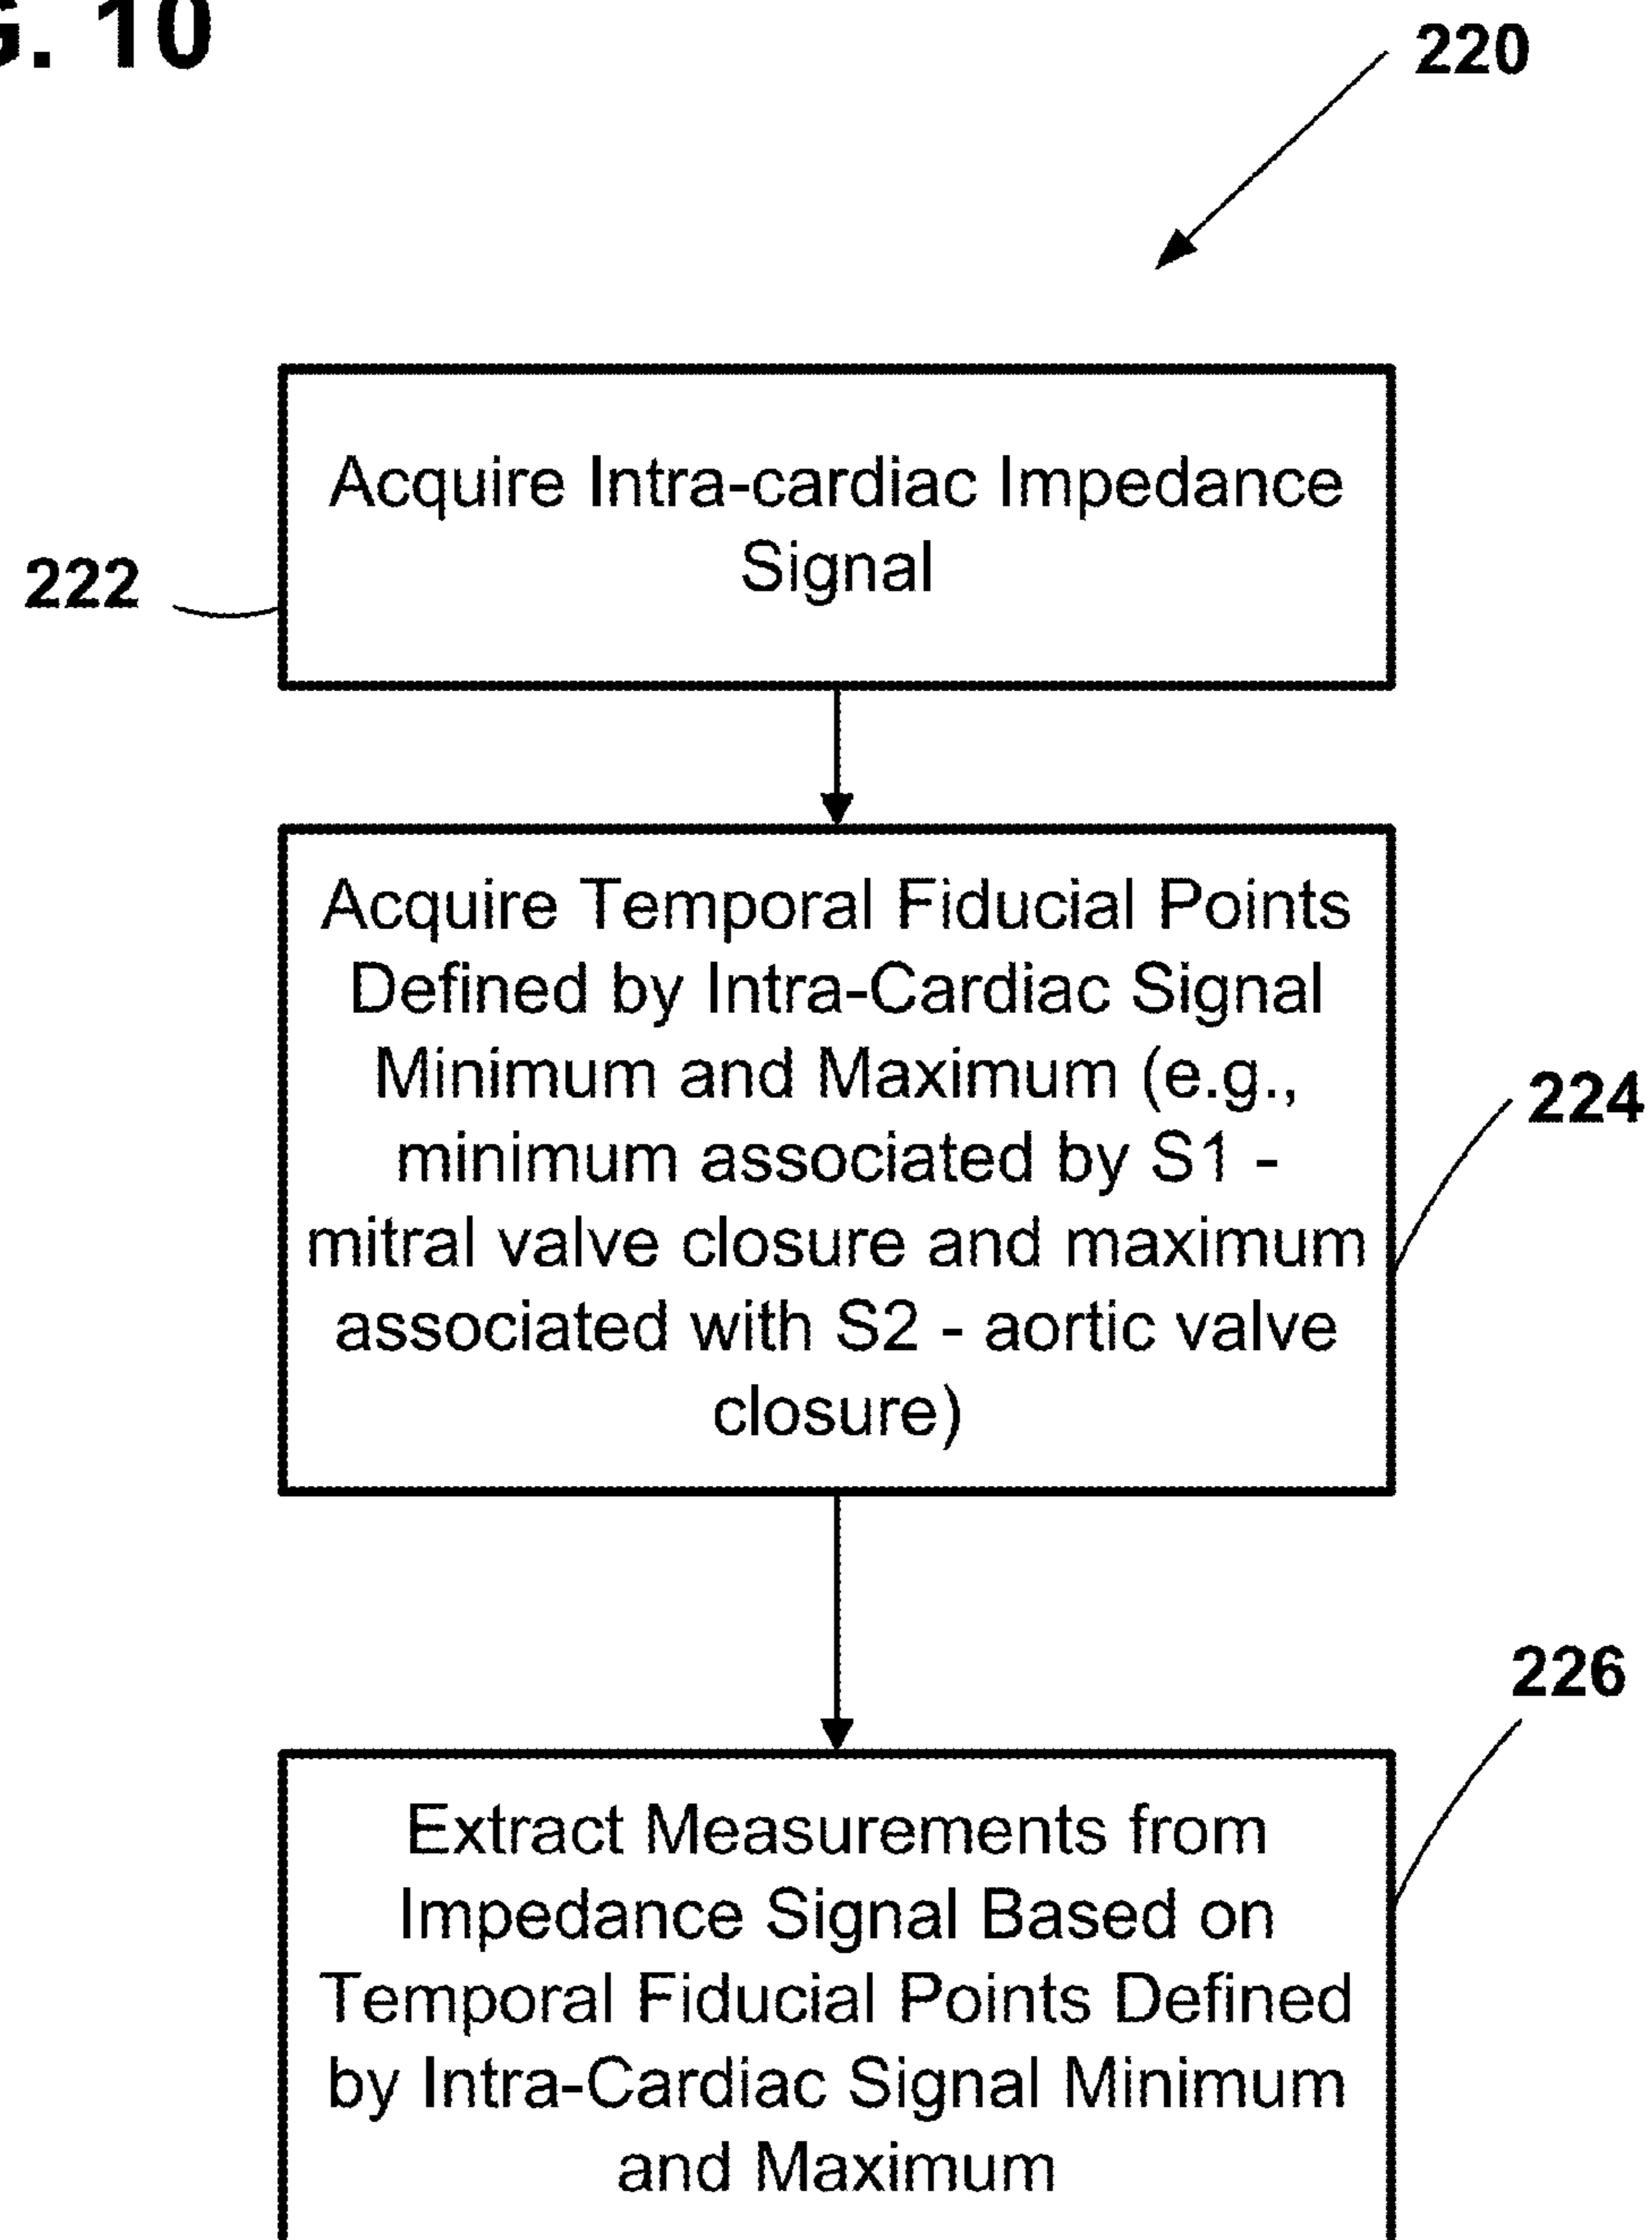 G. 10
220
Acquire Intra-cardiac Impedance
Signal
222
Acquire Temporal Fiducial Points
Defined by Intra-Cardiac Signal
Minimum and Maximum (e.g.,
minimum associated by S1 -
mitral valve closure and maximum
associated with S2 - aortic valve
closure)
224
226
Extract Measurements from
Impedance Signal Based on
Temporal Fiducial Points Defined
by Intra-Cardiac Signal Minimum
and Maximum